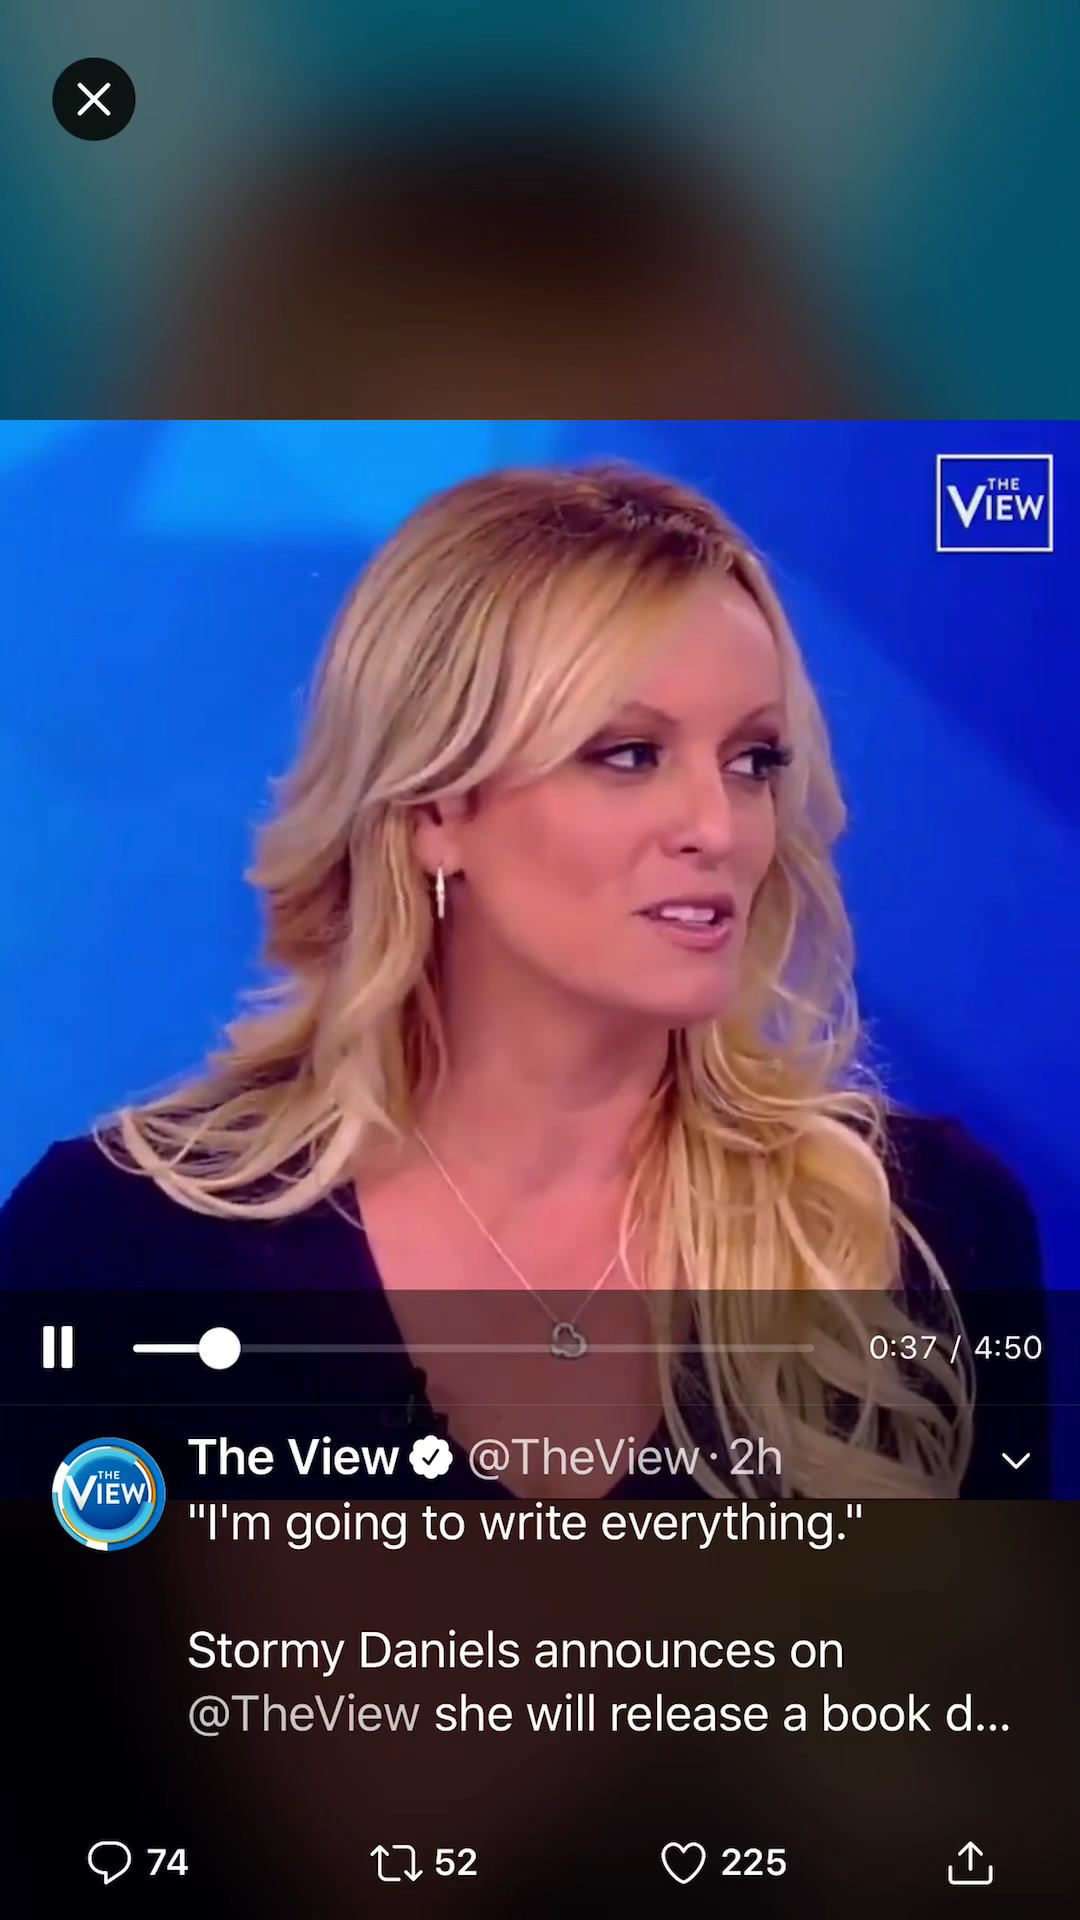 THE
VIEW
0:37 / 4:50
THE
VIEW
The View @TheView · 2h
"I'm going to write everything."
Stormy Daniels announces on
@TheView she will release a book d...
74 52 225